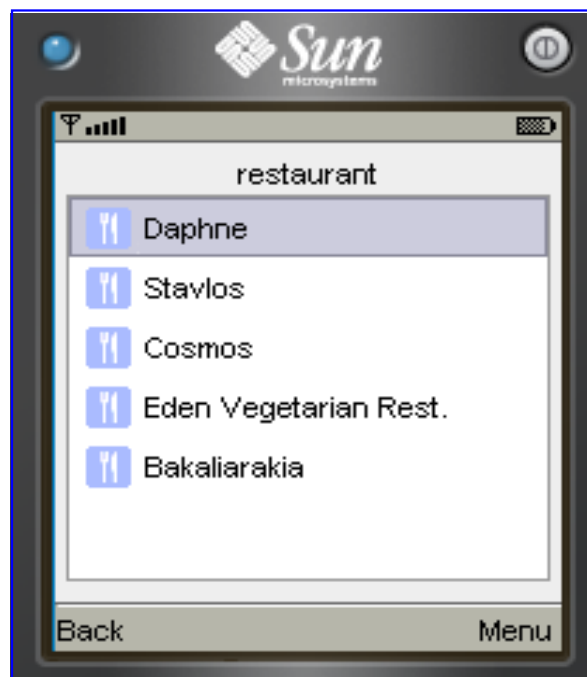 Sun
microsystems
restaurant
Daphne
Stavlos
Cosmos
Eden Vegetarian Rest.
Bakaliarakia
Back Menu